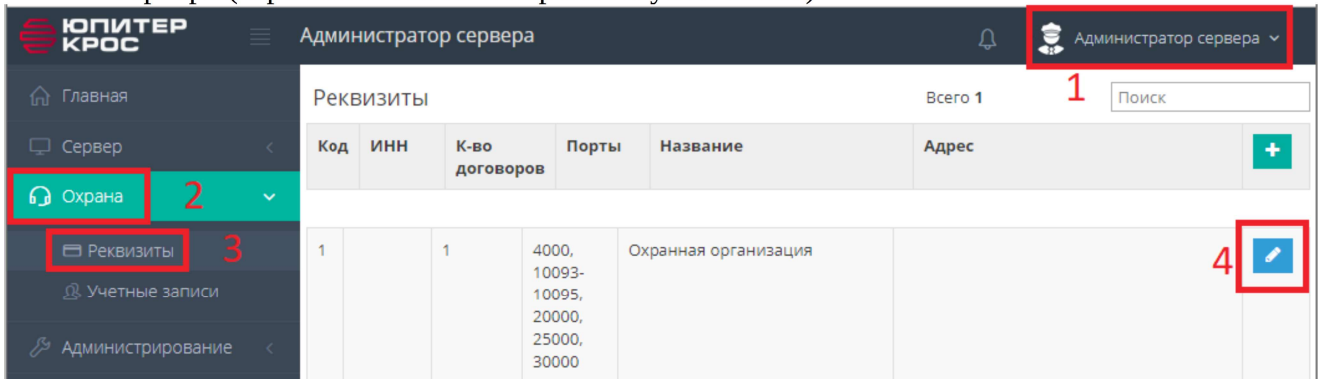 ЮПИТЕР
КРОС
Администратор сервера
Администратор сервера
1
Главная
Реквизиты
Всего 1
Поиск
Сервер
Код ИНН К-во договоров Порты Название Адрес +
Охрана 2
Реквизиты 3
1 1 4000, Охранная организация 4
10093-
10095,
20000,
25000,
30000
Учетные записи
Администрирование